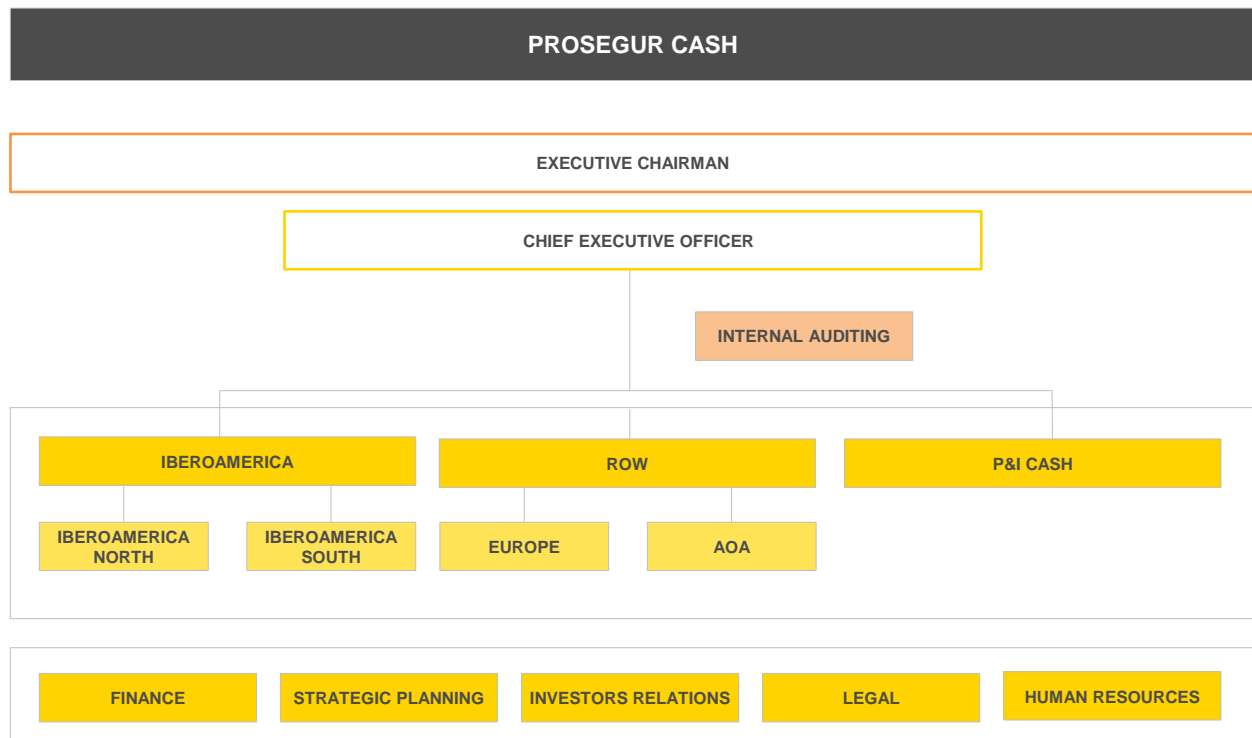 PROSEGUR CASH
EXECUTIVE CHAIRMAN
CHIEF EXECUTIVE OFFICER
INTERNAL AUDITING
IBEROAMERICA
ROW
P&I CASH
IBEROAMERICA
NORTH
IBEROAMERICA
SOUTH
EUROPE
AOA
FINANCE
STRATEGIC PLANNING
INVESTORS RELATIONS
LEGAL
HUMAN RESOURCES